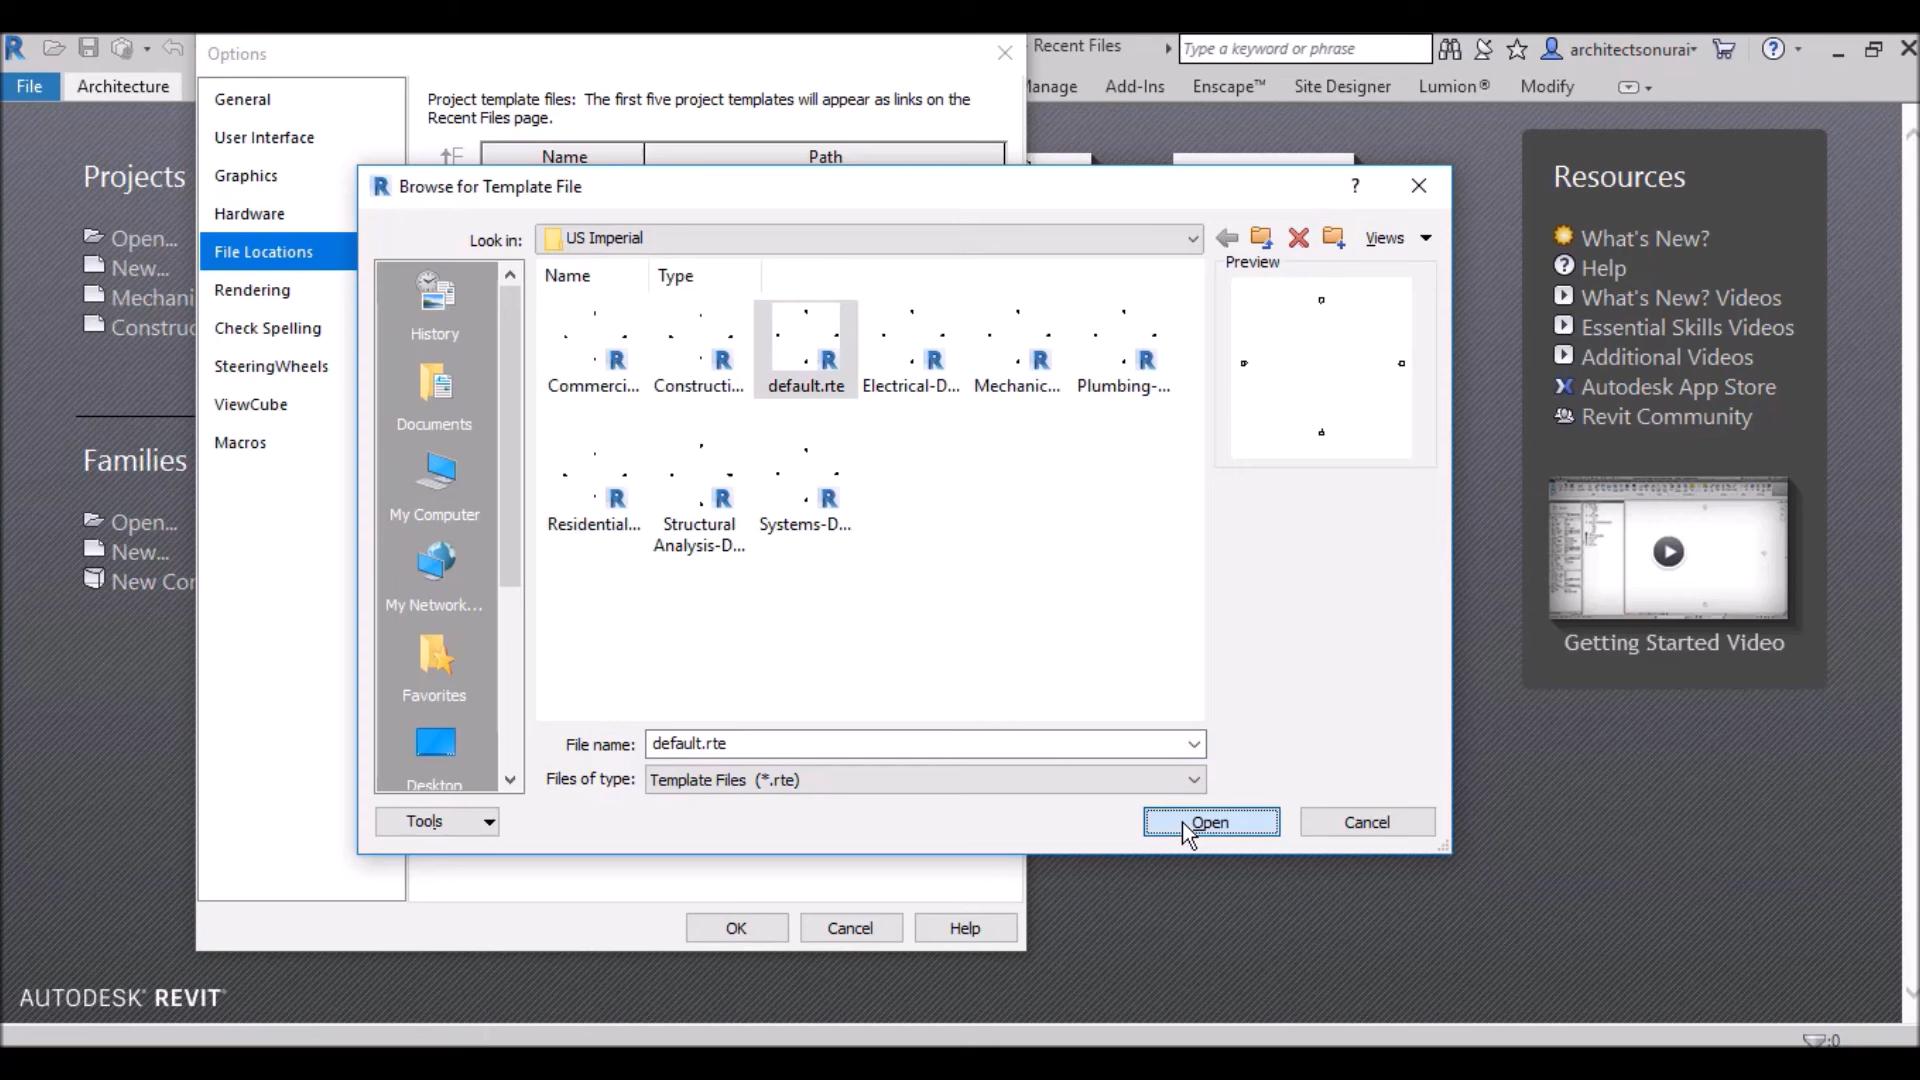 Options
Recent Files
Type a keyword or phrase
architectsonurai
File
Architecture
Manage
Add-Ins
Enscape™
Site Designer
Lumion®
Modify
General
User Interface
Graphics
Hardware
File Locations
Rendering
Check Spelling
SteeringWheels
ViewCube
Macros
Project template files: The first five project templates will appear as links on the
Recent Files page.
Name Path
Projects
Open...
New...
Mechani
Construc
Families
Open...
New...
New Cor
Browse for Template File
Look in: US Imperial
Views
Preview
Name Type
History
Documents
My Computer
My Network...
Favorites
Desktop
Commerci...
Constructi...
default.rte
Electrical-D...
Mechanic...
Plumbing-...
Residential...
Structural
Analysis-D...
Systems-D...
File name: default.rte
Files of type: Template Files (*.rte)
Tools
Open
Cancel
OK
Cancel
Help
Resources
What's New?
Help
What's New? Videos
Essential Skills Videos
Additional Videos
Autodesk App Store
Revit Community
Getting Started Video
AUTODESK® REVIT®
:0